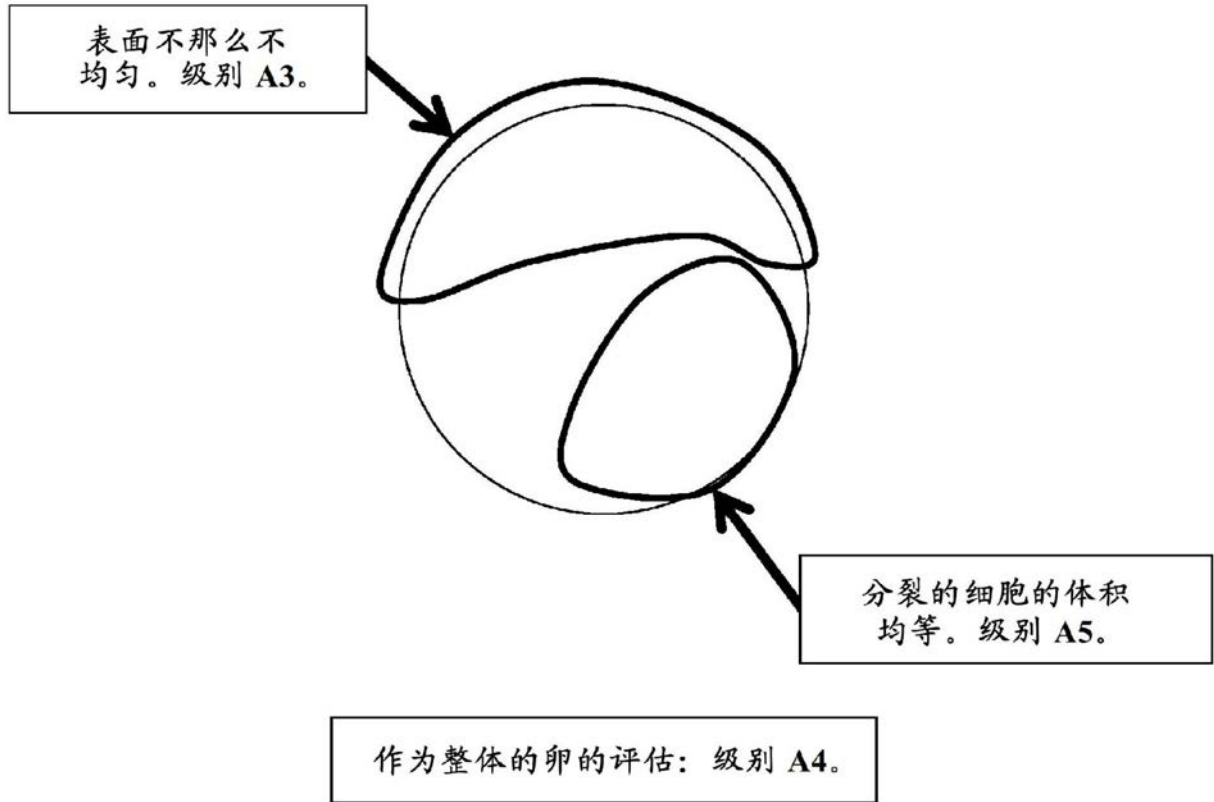 表面不那么不
均匀。级别 A3。
分裂的细胞的体积
均等。级别 A5。
作为整体的卵的评估：级别 A4。